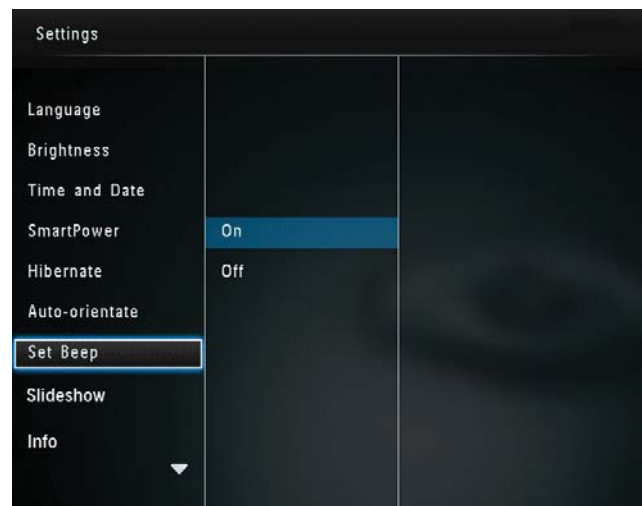 Settings
Language
Brightness
Time and Date
SmartPower
Hibernate
Auto-orientate
Set Beep
Slideshow
Info
On
Off